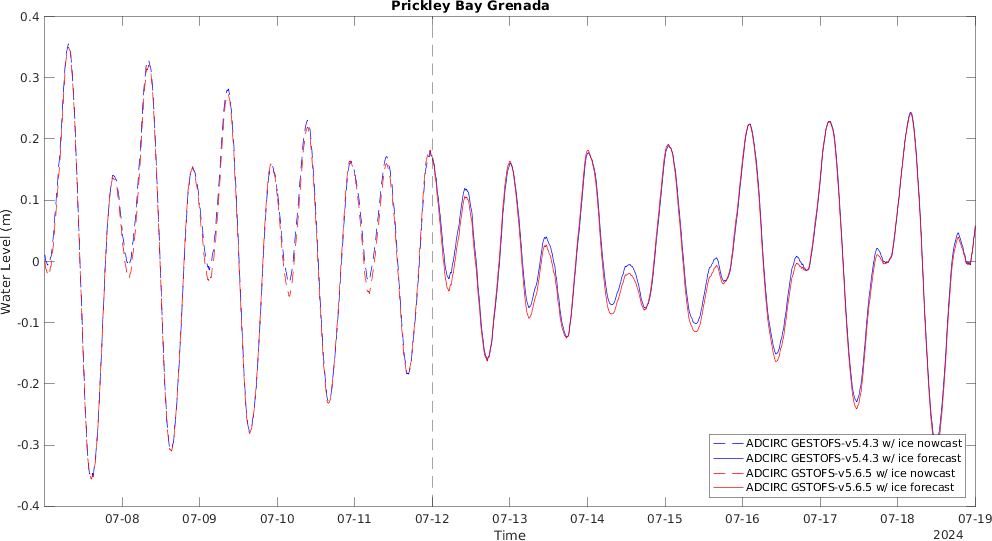 Prickley Bay Grenada
0.4
0.3
0.2
0.1
0
-0.1
-0.2
-0.3
-0.4
Water Level (m)
07-08 07-09 07-10 07-11 07-12 07-13 07-14 07-15 07-16 07-17 07-18 07-19
Time
2024
ADCIRC GESTOFS-v5.4.3 w/ ice nowcast
ADCIRC GESTOFS-v5.4.3 w/ ice forecast
ADCIRC GSTOFS-v5.6.5 w/ ice nowcast
ADCIRC GSTOFS-v5.6.5 w/ ice forecast